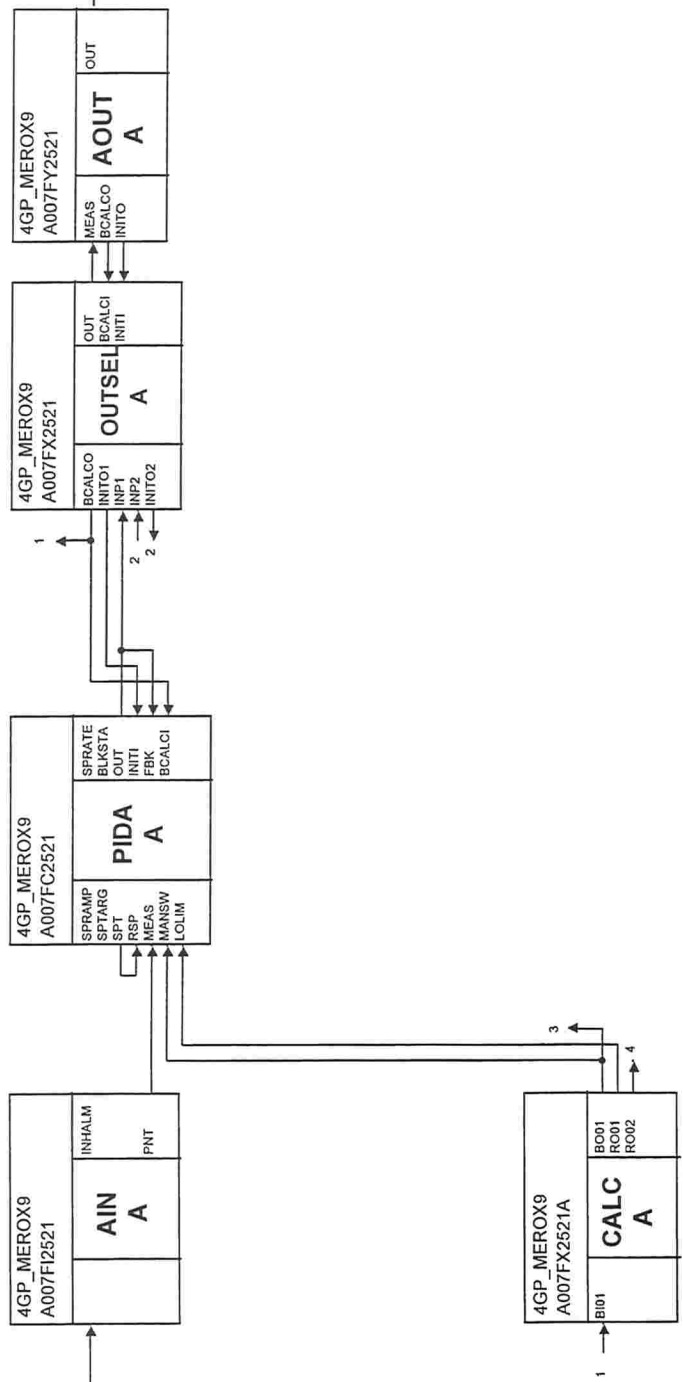 4GP_MEROX9
A007FI2521
AIN
A
INHALM
PNT
4GP_MEROX9
A007FX2521A
BI01
CALC
A
BO01
RO01
RO02
1
3
4
4GP_MEROX9
A007FC2521
SPRAMP
SPTARG
SPT
RSP
MEAS
MANSW
LOLIM
PIDA
A
SPRATE
BLKSTA
OUT
INITI
FBK
BCALCI
1
2
2
4GP_MEROX9
A007FX2521
BCALCO
INITO1
INP1
INP2
INITO2
OUTSEL
A
OUT
BCALCI
INITI
4GP_MEROX9
A007FY2521
MEAS
BCALCO
INITO
AOUT
A
OUT